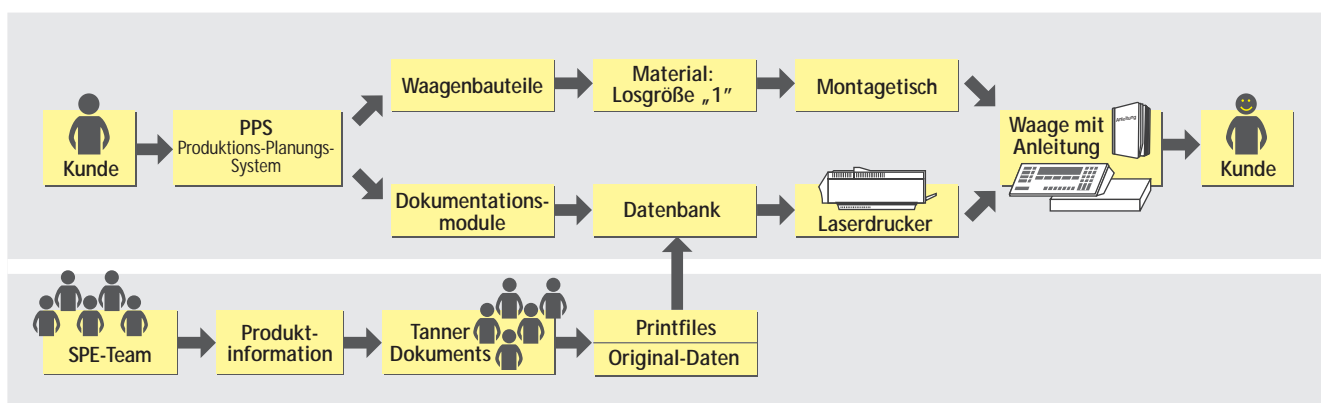 Kunde
PPS
Produktions-Planungs-
System
Waagenbauteile
Material:
Losgröße „1”
Montagetisch
Dokumentations-
module
Datenbank
Laserdrucker
Waage mit
Anleitung
Anleitung
Kunde
SPE-Team
Produkt-
information
Tanner
Dokuments
Printfiles
Original-Daten